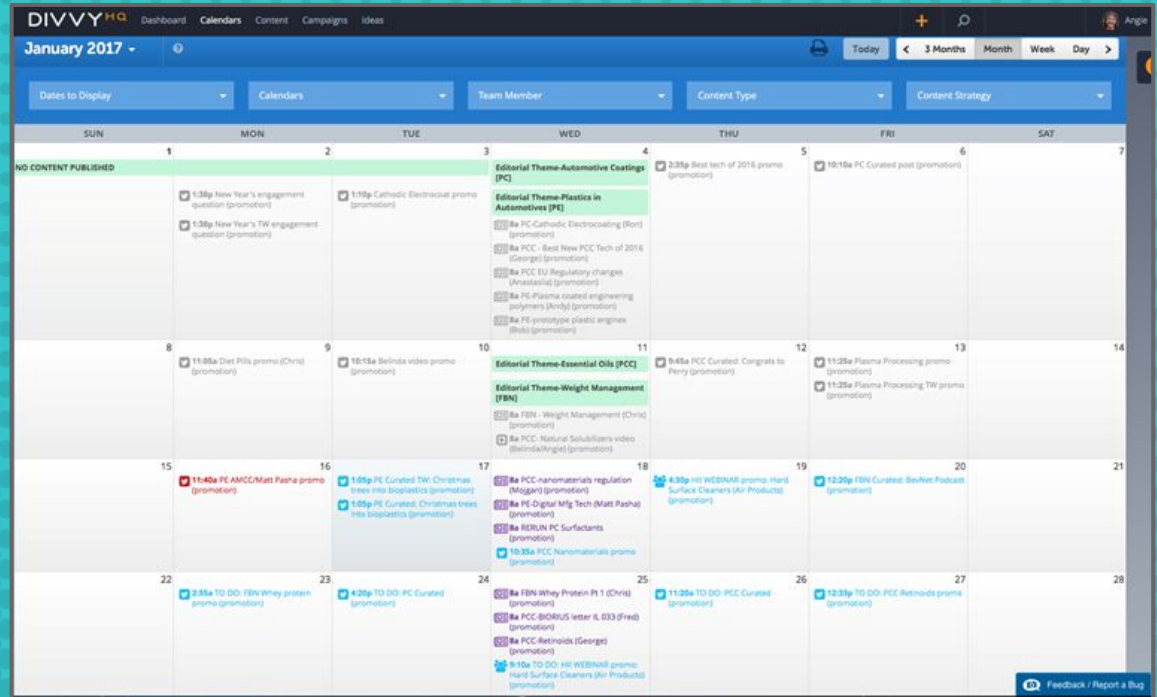 DIVVYHQ Dashboard Calendars Content Campaigns Ideas Angie
January 2017 Today 3 Months Month Week Day
Dates to Display Calendars Team Member Content Type Content Strategy
SUN MON TUE WED THU FRI SAT
1 2 3 4 5 6 7
NO CONTENT PUBLISHED
1:38p New Year's engagement
question (promotion)
1:38p New Year's TW engagement
question (promotion)
1:10p Cathodic Electrocoat promo
(promotion)
Editorial Theme-Automotive Coatings
[PC]
Editorial Theme-Plastics in
Automotives [PE]
8a PC-Cathodic Electrocoating (Ron)
(promotion)
8a PCC - Best New PCC Tech of 2016
(George) (promotion)
8a PCC EU Regulatory changes
(Anastasiia) (promotion)
8a PE-Plasma coated engineering
polymers (Andy) (promotion)
8a PE-prototype plastic engines
(Bob) (promotion)
2:35p Best tech of 2016 promo
(promotion)
10:10a PC Curated post (promotion)
8 9 10 11 12 13 14
11:05a Diet Pills promo (Chris)
(promotion)
10:15a Belinda video promo
(promotion)
Editorial Theme-Essential Oils [PCC]
Editorial Theme-Weight Management
[FBN]
8a FBN - Weight Management (Chris)
(promotion)
8a PCC- Natural Solubilizers video
(Belinda/Angie) (promotion)
9:45a PCC Curated: Congrats to
Perry (promotion)
11:25a Plasma Processing promo
(promotion)
11:25a Plasma Processing TW promo
(promotion)
15 16 17 18 19 20 21
11:40a PE AMCC/Matt Pasha promo
(promotion)
1:05p PE Curated TW: Christmas
trees into bioplastics (promotion)
1:05p PE Curated: Christmas trees
into bioplastics (promotion)
8a PCC-nanomaterials regulation
(Mojgan) (promotion)
8a PE-Digital Mfg Tech (Matt Pasha)
(promotion)
8a RERUN PC Surfactants
(promotion)
10:35a PCC Nanomaterials promo
(promotion)
4:30p HII WEBINAR promo: Hard
Surface Cleaners (Air Products)
(promotion)
12:20p FBN Curated: BevNet Podcast
(promotion)
22 23 24 25 26 27 28
2:55a TO DO: FBN Whey protein
promo (promotion)
4:20p TO DO: PC Curated
(promotion)
8a FBN-Whey Protein Pt 1 (Chris)
(promotion)
8a PCC-BIORIUS letter IL 033 (Fred)
(promotion)
8a PCC-Retinoids (George)
(promotion)
9:10a TO DO: HII WEBINAR promo:
Hard Surface Cleaners (Air Products)
(promotion)
11:20a TO DO: PCC Curated
(promotion)
12:33p TO DO: PCC Retinoids promo
(promotion)
Feedback / Report a Bug